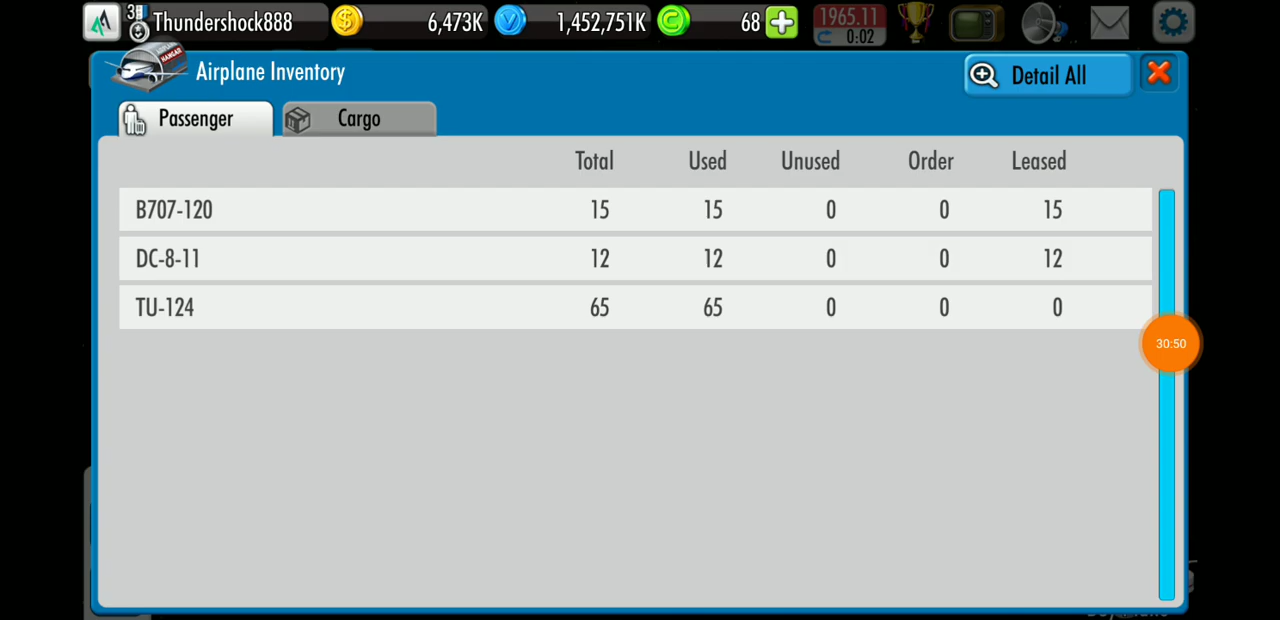 3 Thundershock888 6,473K 1,452,751K 68 1965.11
0:02
HANGAR
Airplane Inventory Detail All
Passenger Cargo
Total Used Unused Order Leased
B707-120 15 15 0 0 15
DC-8-11 12 12 0 0 12
TU-124 65 65 0 0 0
30:50